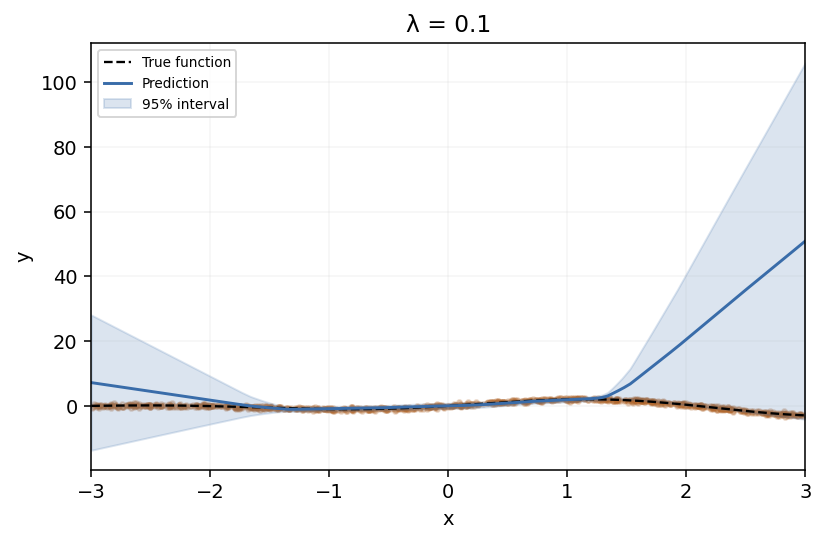 λ = 0.1
True function
Prediction
95% interval
100
80
60
40
20
0
y
−3 −2 −1 0 1 2 3
x